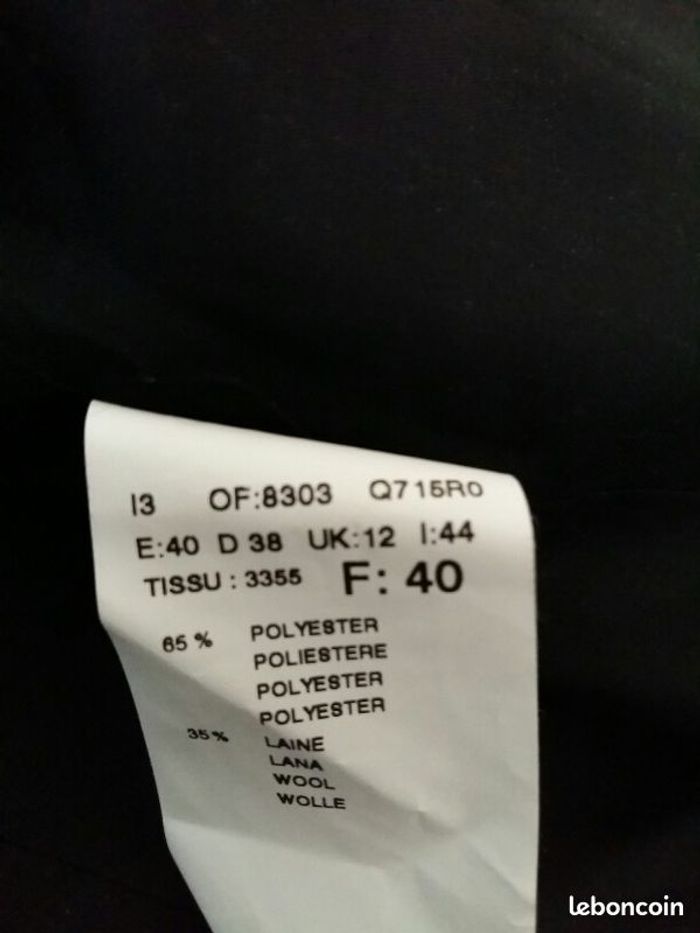 I3 OF:8303 Q715R0
E:40 D 38 UK:12 I:44
TISSU : 3355 F: 40
65 % POLYESTER
POLIESTERE
POLYESTER
POLYESTER
35% LAINE
LANA
WOOL
WOLLE
leboncoin